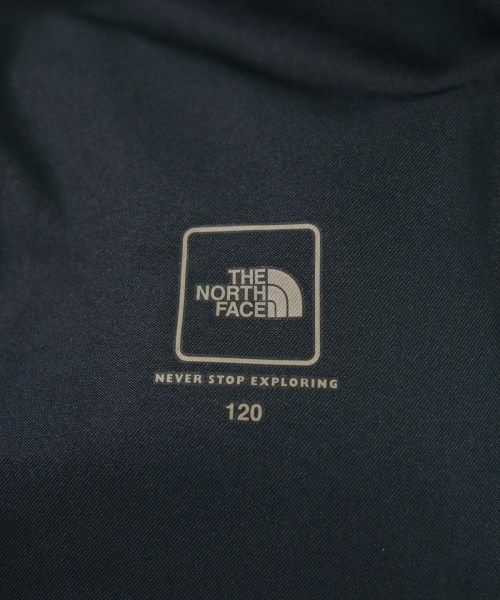 THE
NORTH
FACE
NEVER STOP EXPLORING
120